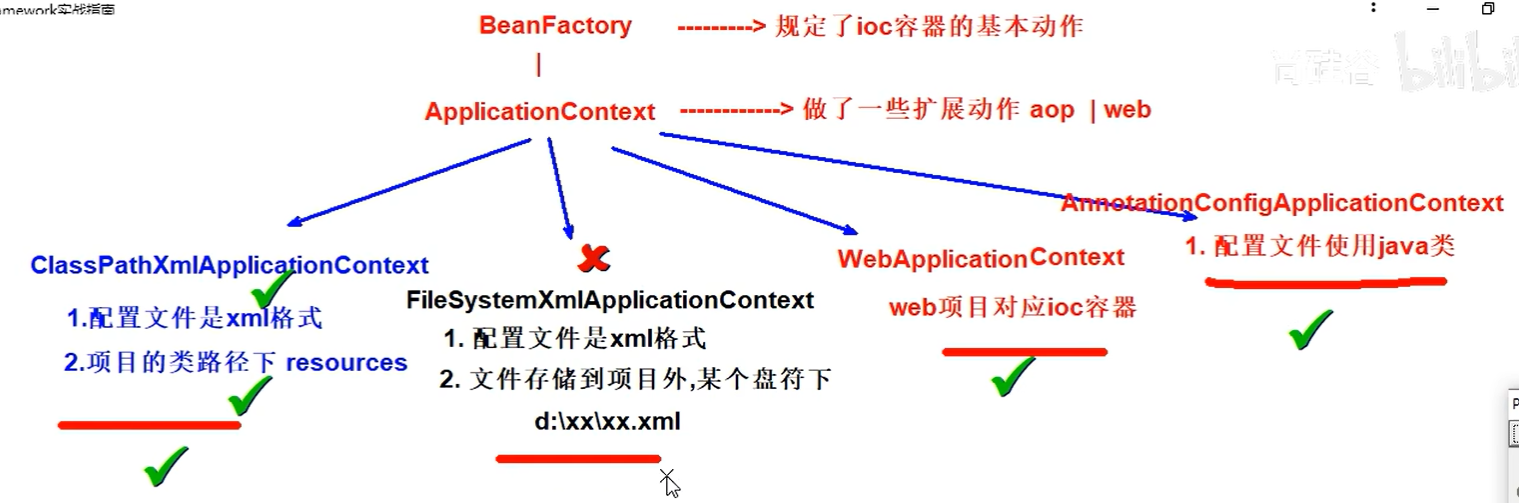 mework实战指南
BeanFactory ---------> 规定了ioc容器的基本动作
|
ApplicationContext ------------> 做了一些扩展动作 aop | web
AnnotationConfigApplicationContext
1. 配置文件使用java类
ClassPathXmlApplicationContext
1.配置文件是xml格式
2.项目的类路径下 resources
FileSystemXmlApplicationContext
1. 配置文件是xml格式
2. 文件存储到项目外,某个盘符下
d:\xx\xx.xml
WebApplicationContext
web项目对应ioc容器
尚硅谷 bilibili
P